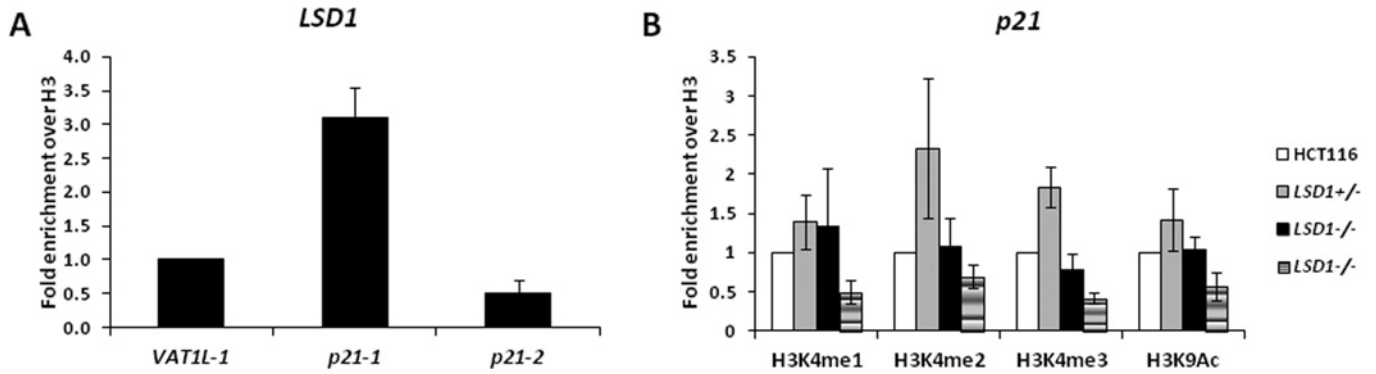 A
LSD1
Fold enrichment over H3
4.0
3.5
3.0
2.5
2.0
1.5
1.0
0.5
0.0
VAT1L-1 p21-1 p21-2
B
p21
Fold enrichment over H3
3.5
3
2.5
2
1.5
1
0.5
0
H3K4me1 H3K4me2 H3K4me3 H3K9Ac
HCT116
LSD1+/-
LSD1-/-
LSD1-/-